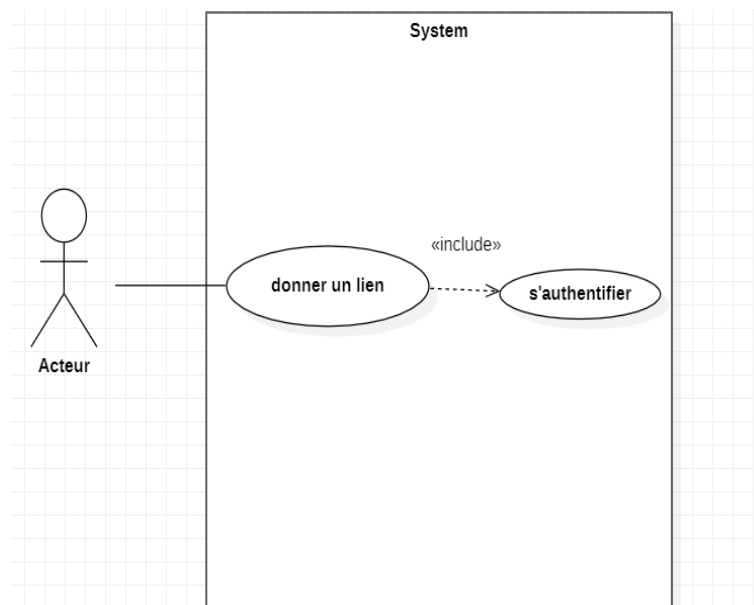 System
«include»
donner un lien
s'authentifier
Acteur